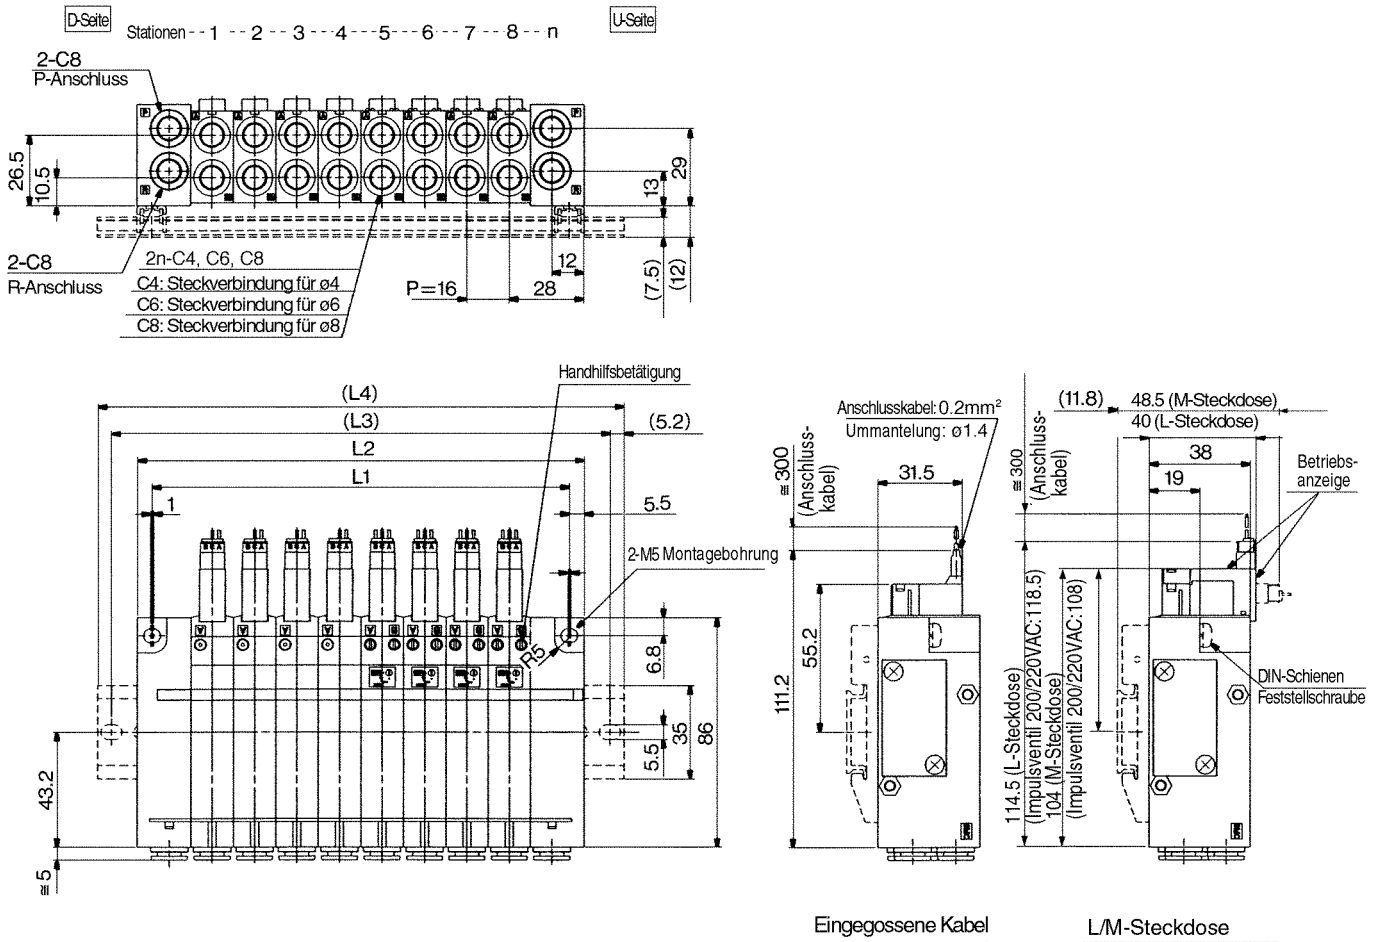 D-Seite
U-Seite
Stationen 1 2 3 4 5 6 7 8 n
2-C8
P-Anschluss
26.5
10.5
29
13
2-C8
R-Anschluss
2n-C4, C6, C8
C4: Steckverbindung für ø4
C6: Steckverbindung für ø6
C8: Steckverbindung für ø8
P=16
28
12
(7.5)
(12)
Handhilfsbetätigung
(L4)
(L3)
(5.2)
L2
L1
1
5.5
2-M5 Montagebohrung
R5
6.8
35
5.5
86
43.2
≅5
Anschlusskabel: 0.2mm²
Ummantelung: ø1.4
≅300
(Anschluss-
kabel)
31.5
55.2
111.2
Eingegossene Kabel
(11.8)
48.5 (M-Steckdose)
40 (L-Steckdose)
38
19
≅300
(Anschluss-
kabel)
Betriebs-
anzeige
DIN-Schienen
Feststellschraube
114.5 (L-Steckdose)
(Impulsventil 200/220VAC:118.5)
104 (M-Steckdose)
(Impulsventil 200/220VAC:108)
L/M-Steckdose